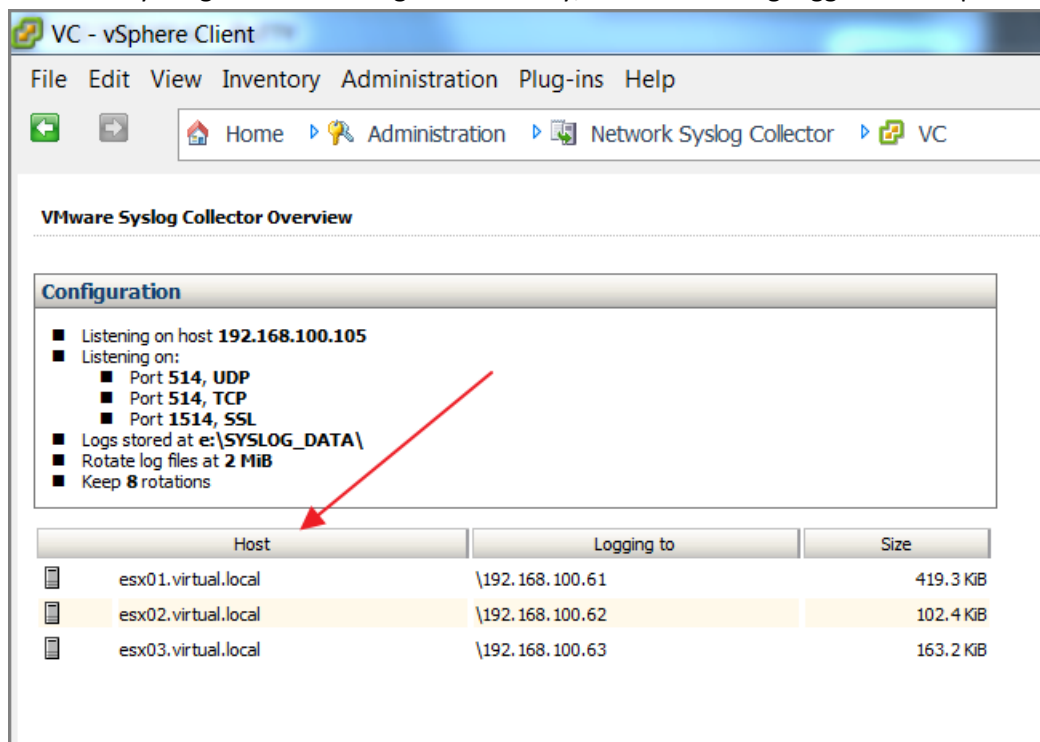 VC - vSphere Client
File Edit View Inventory Administration Plug-ins Help
Home Administration Network Syslog Collector VC
VMware Syslog Collector Overview
Configuration
Listening on host 192.168.100.105
Listening on:
Port 514, UDP
Port 514, TCP
Port 1514, SSL
Logs stored at e:\SYSLOG_DATA\
Rotate log files at 2 MiB
Keep 8 rotations
Host Logging to Size
esx01.virtual.local \192.168.100.61 419.3 KiB
esx02.virtual.local \192.168.100.62 102.4 KiB
esx03.virtual.local \192.168.100.63 163.2 KiB